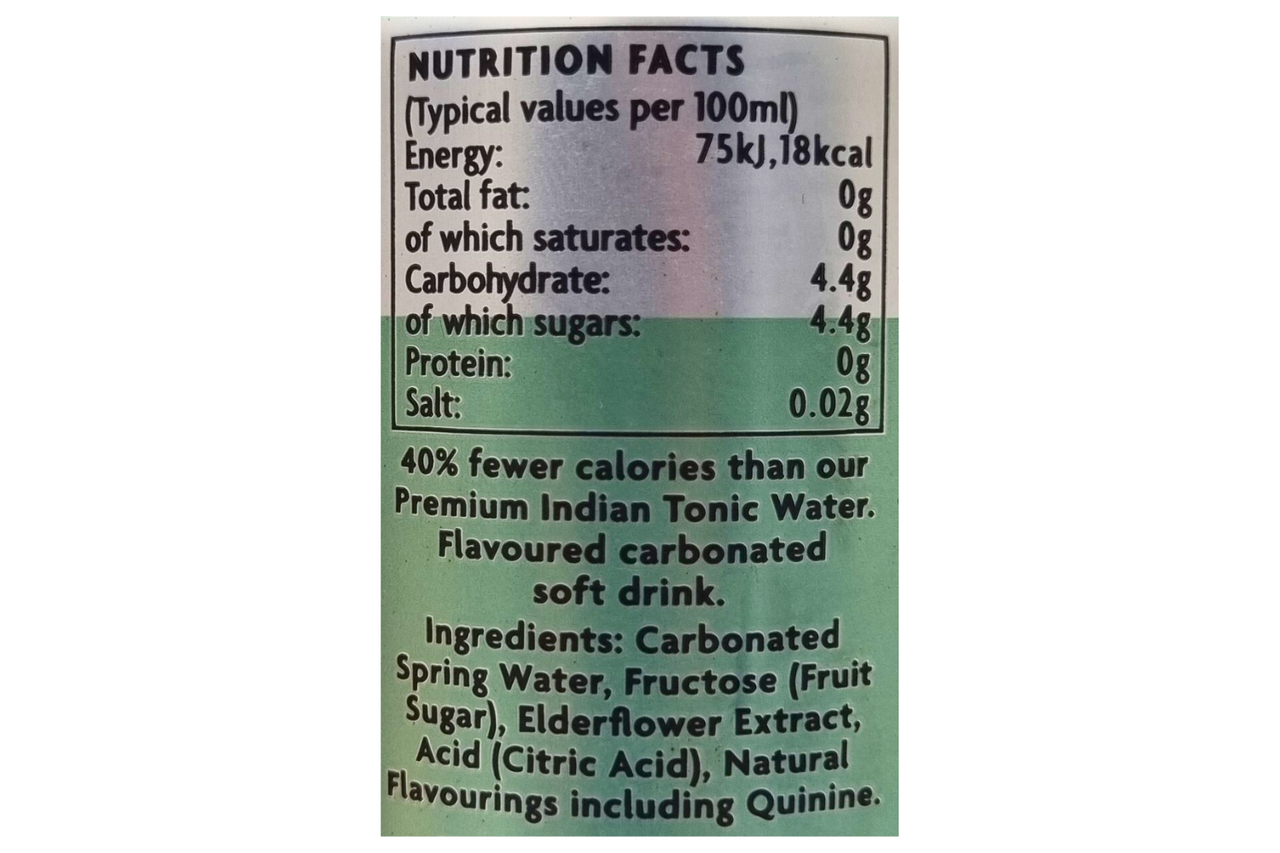 NUTRITION FACTS
(Typical values per 100ml)
Energy: 75kJ,18kcal
Total fat: 0g
of which saturates: 0g
Carbohydrate: 4.4g
of which sugars: 4.4g
Protein: 0g
Salt: 0.02g
40% fewer calories than our
Premium Indian Tonic Water.
Flavoured carbonated
soft drink.
Ingredients: Carbonated
Spring Water, Fructose (Fruit
Sugar), Elderflower Extract,
Acid (Citric Acid), Natural
Flavourings including Quinine.